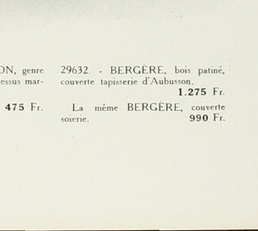 ON, genre
essus mar-
475 Fr.
29632. - BERGÈRE, bois patiné,
couverte tapisserie d'Aubusson.
1.275 Fr.
La même BERGÈRE, couverte
soierie. 990 Fr.